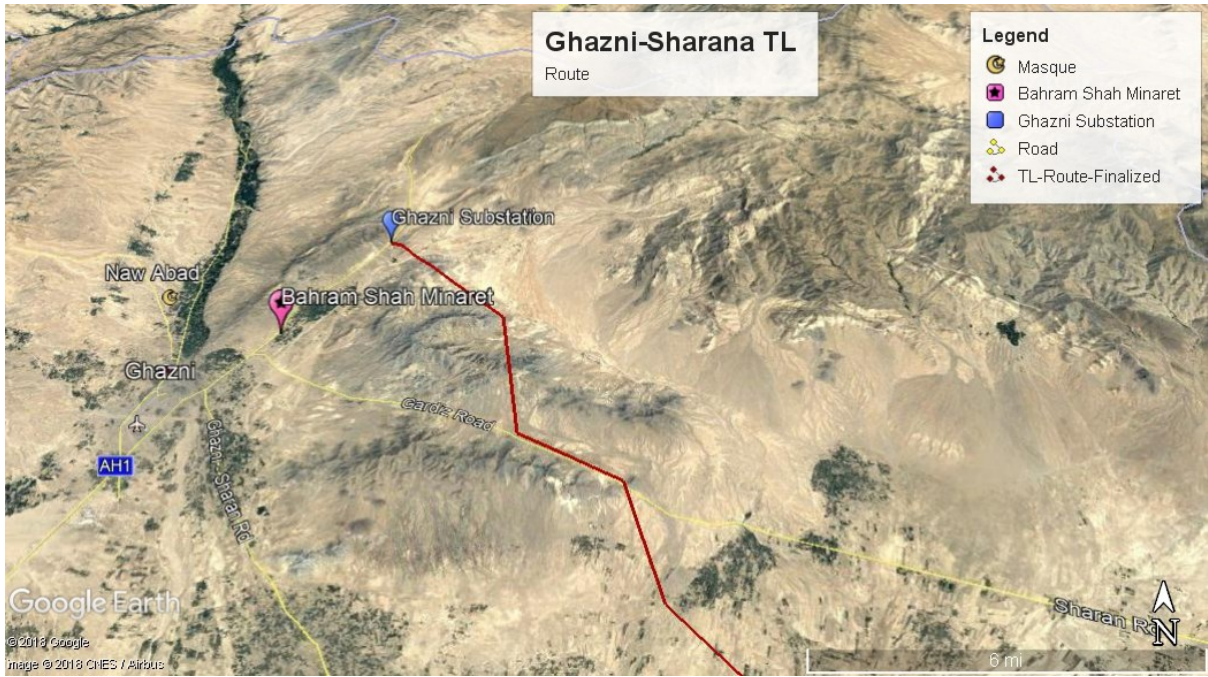 Ghazni-Sharana TL
Route
Legend
Masque
Bahram Shah Minaret
Ghazni Substation
Road
TL-Route-Finalized
Ghazni Substation
Naw Abad
Bahram Shah Minaret
Ghazni
Gardiz Road
AH1
Ghazni - Sharan Rd
Google Earth
© 2018 Google
Image © 2018 CNES / Airbus
N
6 mi